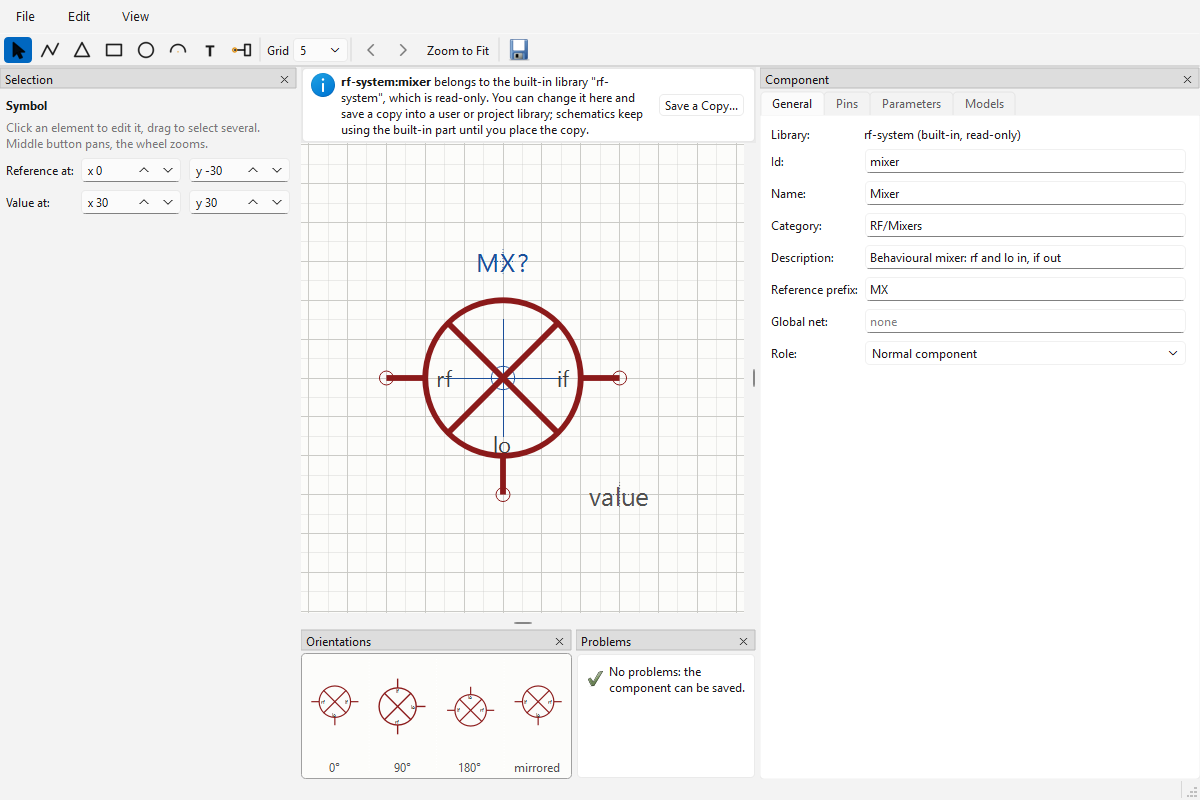 File Edit View
Grid 5 Zoom to Fit
Selection
Symbol
Click an element to edit it, drag to select several.
Middle button pans, the wheel zooms.
Reference at: x 0 y -30
Value at: x 30 y 30
rf-system:mixer belongs to the built-in library "rf-
system", which is read-only. You can change it here and
save a copy into a user or project library; schematics keep
using the built-in part until you place the copy.
Save a Copy...
MX?
rf
if
lo
value
Orientations
0°
90°
180°
mirrored
Problems
No problems: the
component can be saved.
Component
General Pins Parameters Models
Library: rf-system (built-in, read-only)
Id: mixer
Name: Mixer
Category: RF/Mixers
Description: Behavioural mixer: rf and lo in, if out
Reference prefix: MX
Global net: none
Role: Normal component